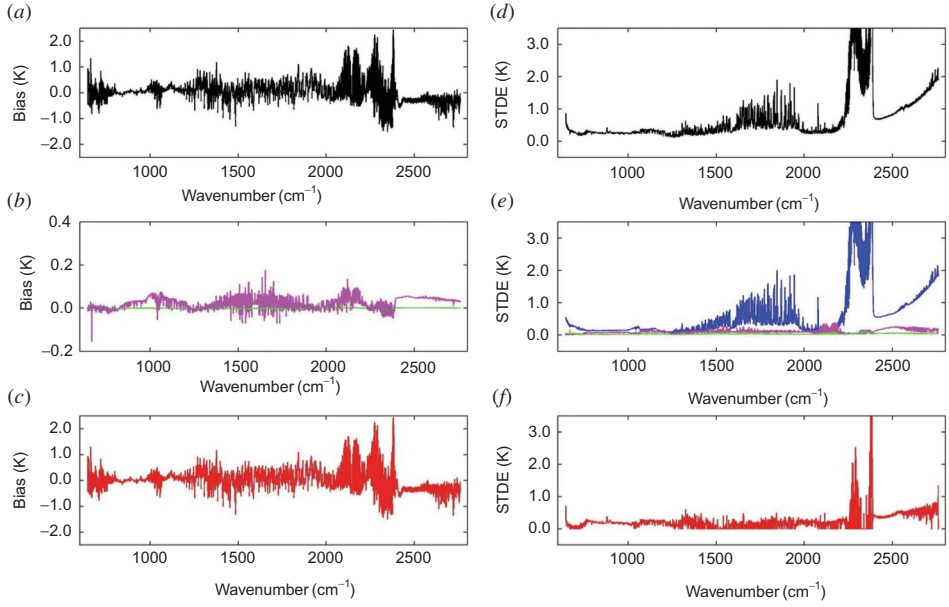 (a)
Bias (K)
2.0
1.0
0.0
−1.0
−2.0
1000 1500 2000 2500
Wavenumber (cm−1)
(b)
Bias (K)
0.4
0.2
0.0
−0.2
1000 1500 2000 2500
Wavenumber (cm−1)
(c)
Bias (K)
2.0
1.0
0.0
−1.0
−2.0
1000 1500 2000 2500
Wavenumber (cm−1)
(d)
STDE (K)
3.0
2.0
1.0
0.0
1000 1500 2000 2500
Wavenumber (cm−1)
(e)
STDE (K)
3.0
2.0
1.0
0.0
1000 1500 2000 2500
Wavenumber (cm−1)
(f)
STDE (K)
3.0
2.0
1.0
0.0
1000 1500 2000 2500
Wavenumber (cm−1)